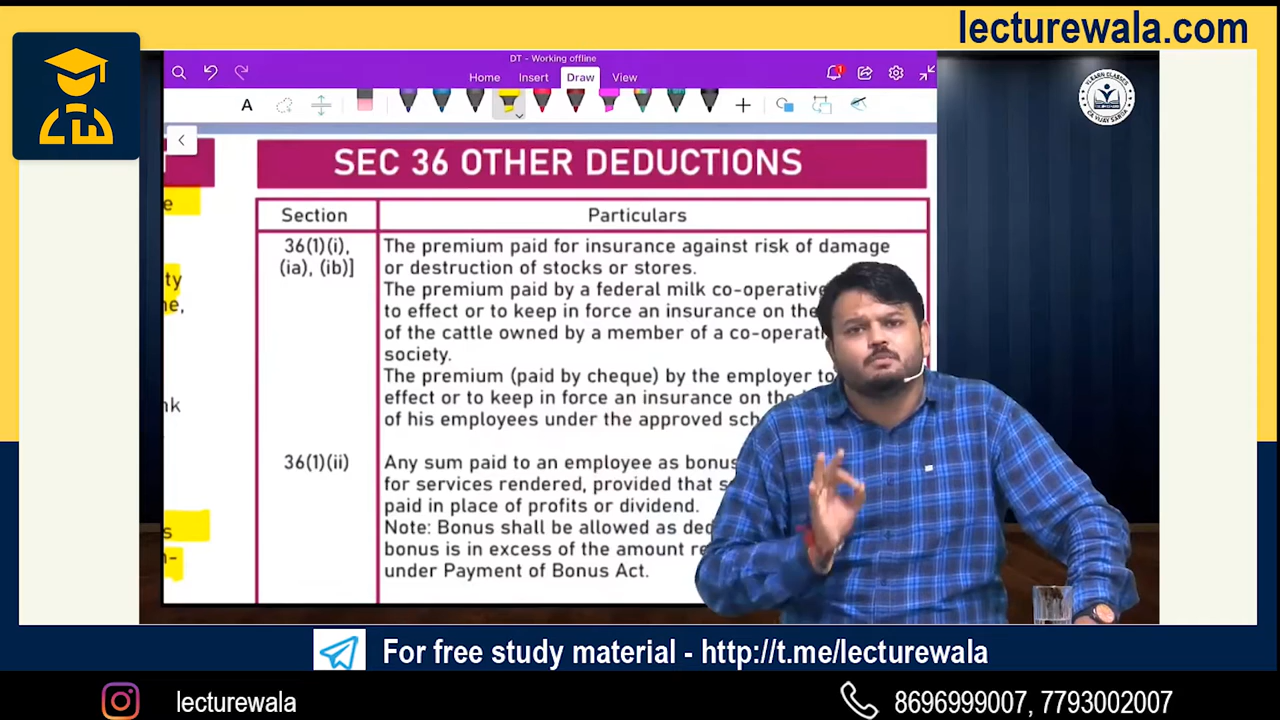 lecturewala.com
DT - Working offline
Home Insert Draw View
1
A
SEC 36 OTHER DEDUCTIONS
Section Particulars
36(1)(i),
(ia), (ib)]
The premium paid for insurance against risk of damage
or destruction of stocks or stores.
The premium paid by a federal milk co-operative
to effect or to keep in force an insurance on the
of the cattle owned by a member of a
society.
The premium (paid by cheque) by the employer to
effect or to keep in force an insurance on the
of his employees under the approved
36(1)(ii)
Any sum paid to an employee as bonus
for services rendered, provided that
paid in place of profits or dividend.
Note: Bonus shall be allowed as
bonus is in excess of the amount
under Payment of Bonus Act.
CA VIJAY SARDA
For free study material - http://t.me/lecturewala
lecturewala
8696999007, 7793002007